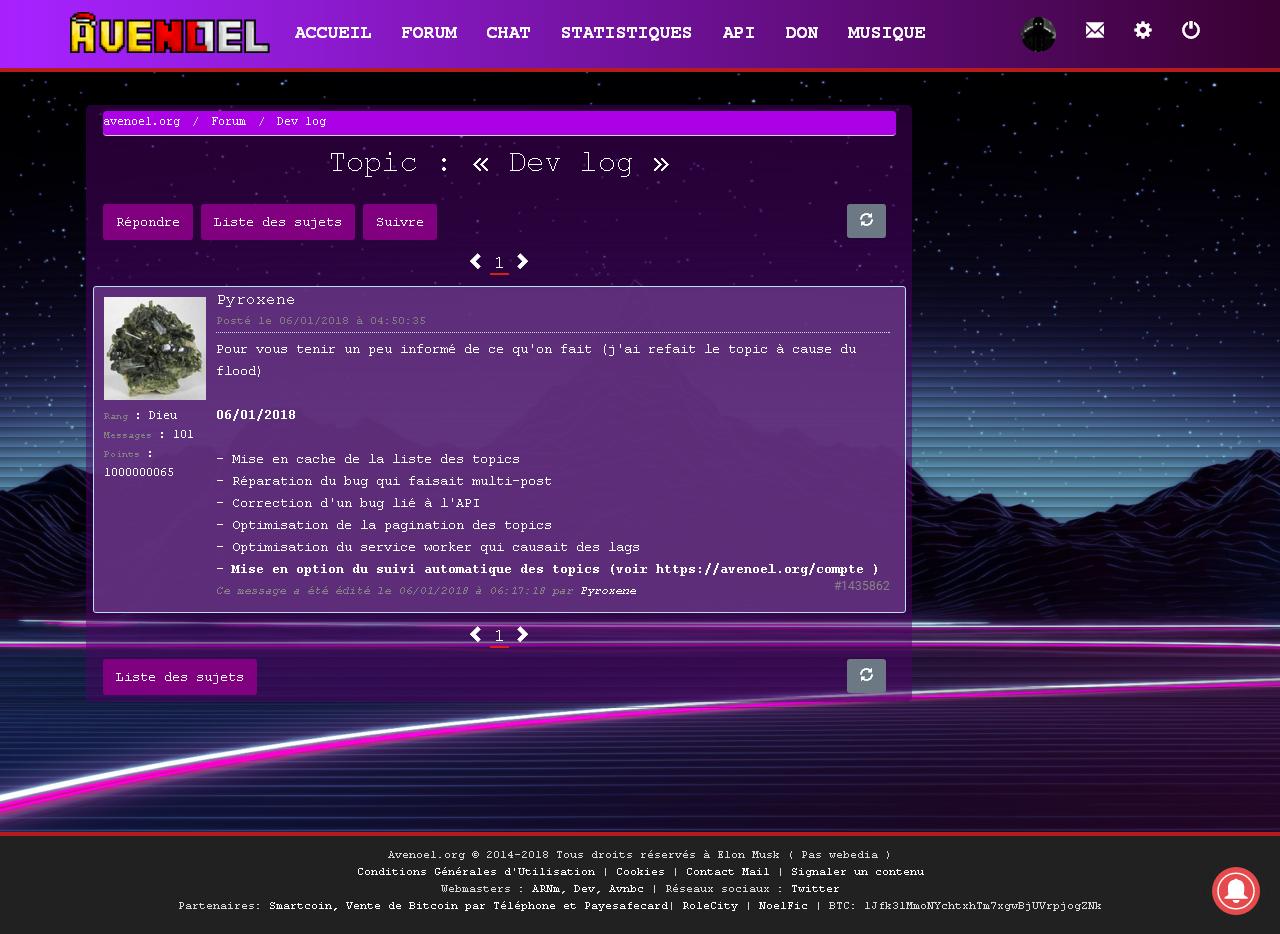 AVENOEL
ACCUEIL FORUM CHAT STATISTIQUES API DON MUSIQUE
avenoel.org / Forum / Dev log
Topic : « Dev log »
Répondre Liste des sujets Suivre
1
Pyroxene
Posté le 06/01/2018 à 04:50:35
Pour vous tenir un peu informé de ce qu'on fait (j'ai refait le topic à cause du
flood)
Rang : Dieu
Messages : 101
Points :
1000000065
06/01/2018
- Mise en cache de la liste des topics
- Réparation du bug qui faisait multi-post
- Correction d'un bug lié à l'API
- Optimisation de la pagination des topics
- Optimisation du service worker qui causait des lags
- Mise en option du suivi automatique des topics (voir https://avenoel.org/compte )
#1435862
Ce message a été édité le 06/01/2018 à 06:17:18 par Pyroxene
1
Liste des sujets
Avenoel.org © 2014-2018 Tous droits réservés à Elon Musk ( Pas webedia )
Conditions Générales d'Utilisation | Cookies | Contact Mail | Signaler un contenu
Webmasters : ARNm, Dev, Avnbc | Réseaux sociaux : Twitter
Partenaires: Smartcoin, Vente de Bitcoin par Téléphone et Payesafecard| RoleCity | NoelFic | BTC: